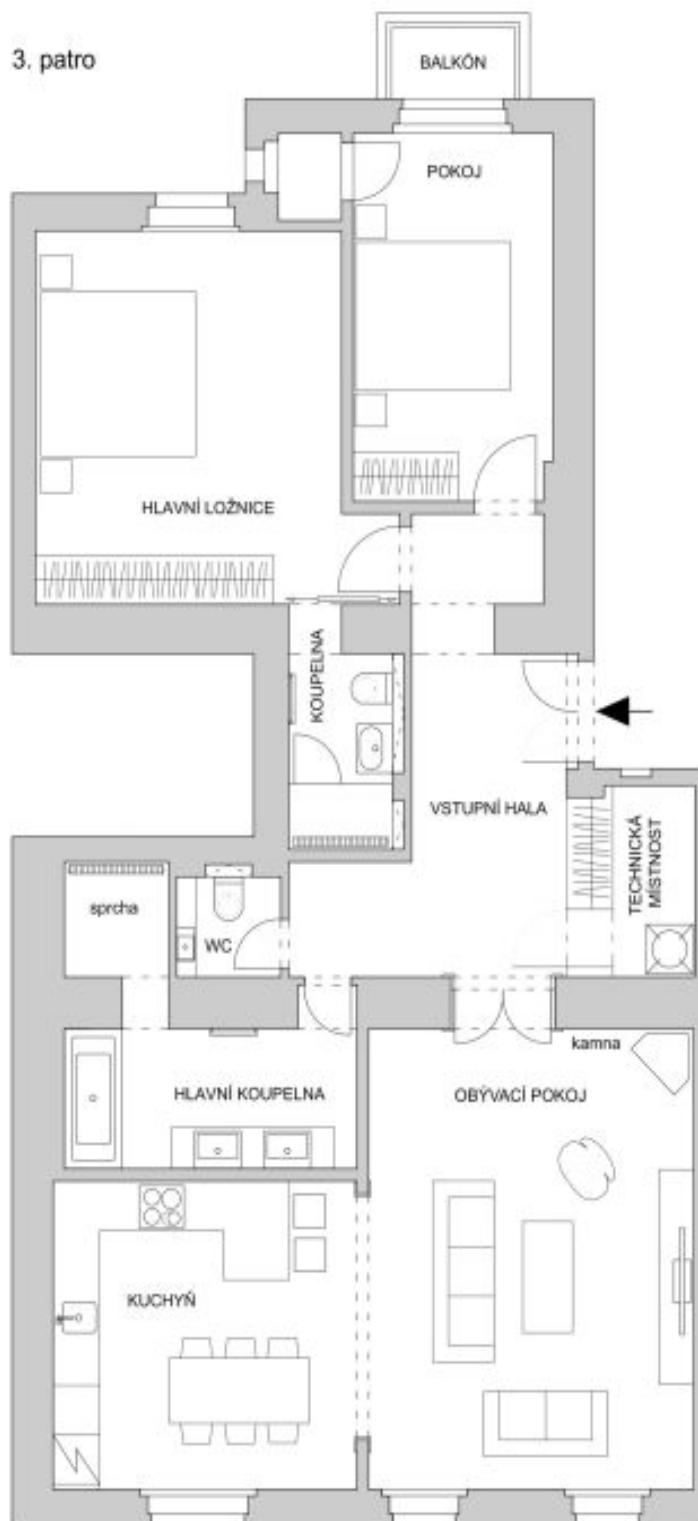 3. patro
BALKÓN
POKOJ
HLAVNÍ LOŽNICE
KOUPELNA
VSTUPNÍ HALA
TECHNICKÁ
MÍSTNOST
sprcha
WC
kamna
HLAVNÍ KOUPELNA
OBÝVACÍ POKOJ
KUCHYŇ